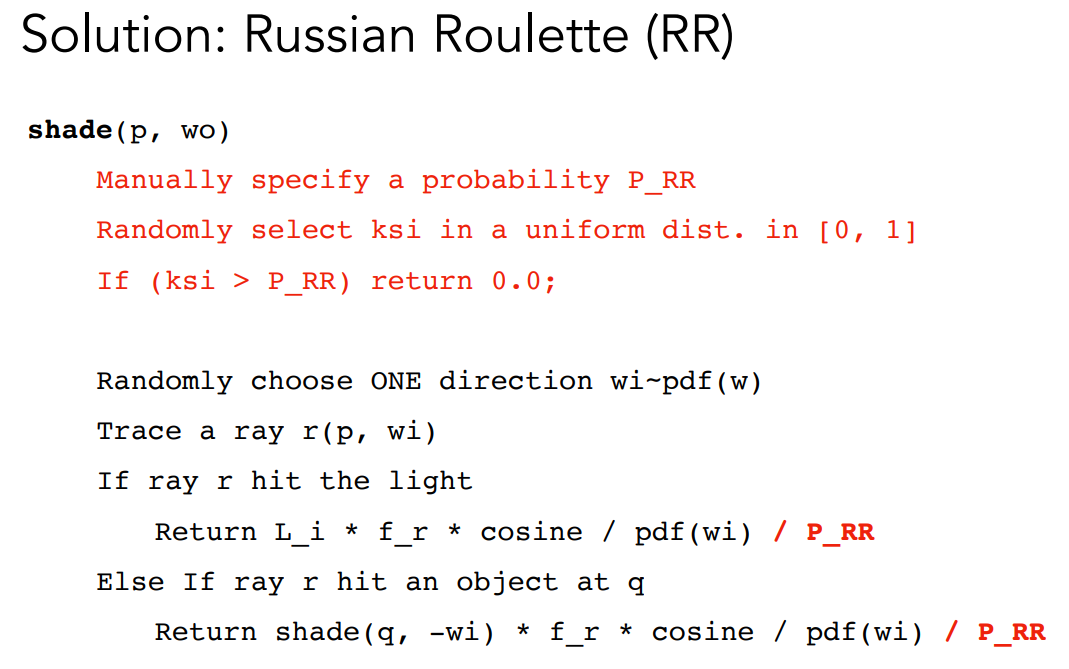 Solution: Russian Roulette (RR)
shade(p, wo)
Manually specify a probability P_RR
Randomly select ksi in a uniform dist. in [0, 1]
If (ksi > P_RR) return 0.0;
Randomly choose ONE direction wi~pdf(w)
Trace a ray r(p, wi)
If ray r hit the light
Return L_i * f_r * cosine / pdf(wi) / P_RR
Else If ray r hit an object at q
Return shade(q, -wi) * f_r * cosine / pdf(wi) / P_RR